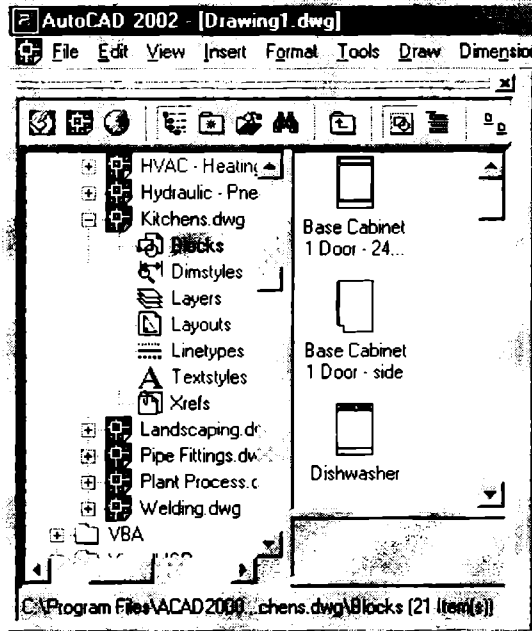 AutoCAD 2002 - [Drawing1.dwg]
File Edit View Insert Format Tools Draw Dimension
HVAC - Heating
Hydraulic - Pne
Kitchens.dwg
Blocks
Dimstyles
Layers
Layouts
Linetypes
Textstyles
Xrefs
Landscaping.d
Pipe Fittings.dw
Plant Process.c
Welding.dwg
VBA
Base Cabinet
1 Door - 24...
Base Cabinet
1 Door - side
Dishwasher
C:\Program Files\ACAD2000...chens.dwg\Blocks (21 Item(s))